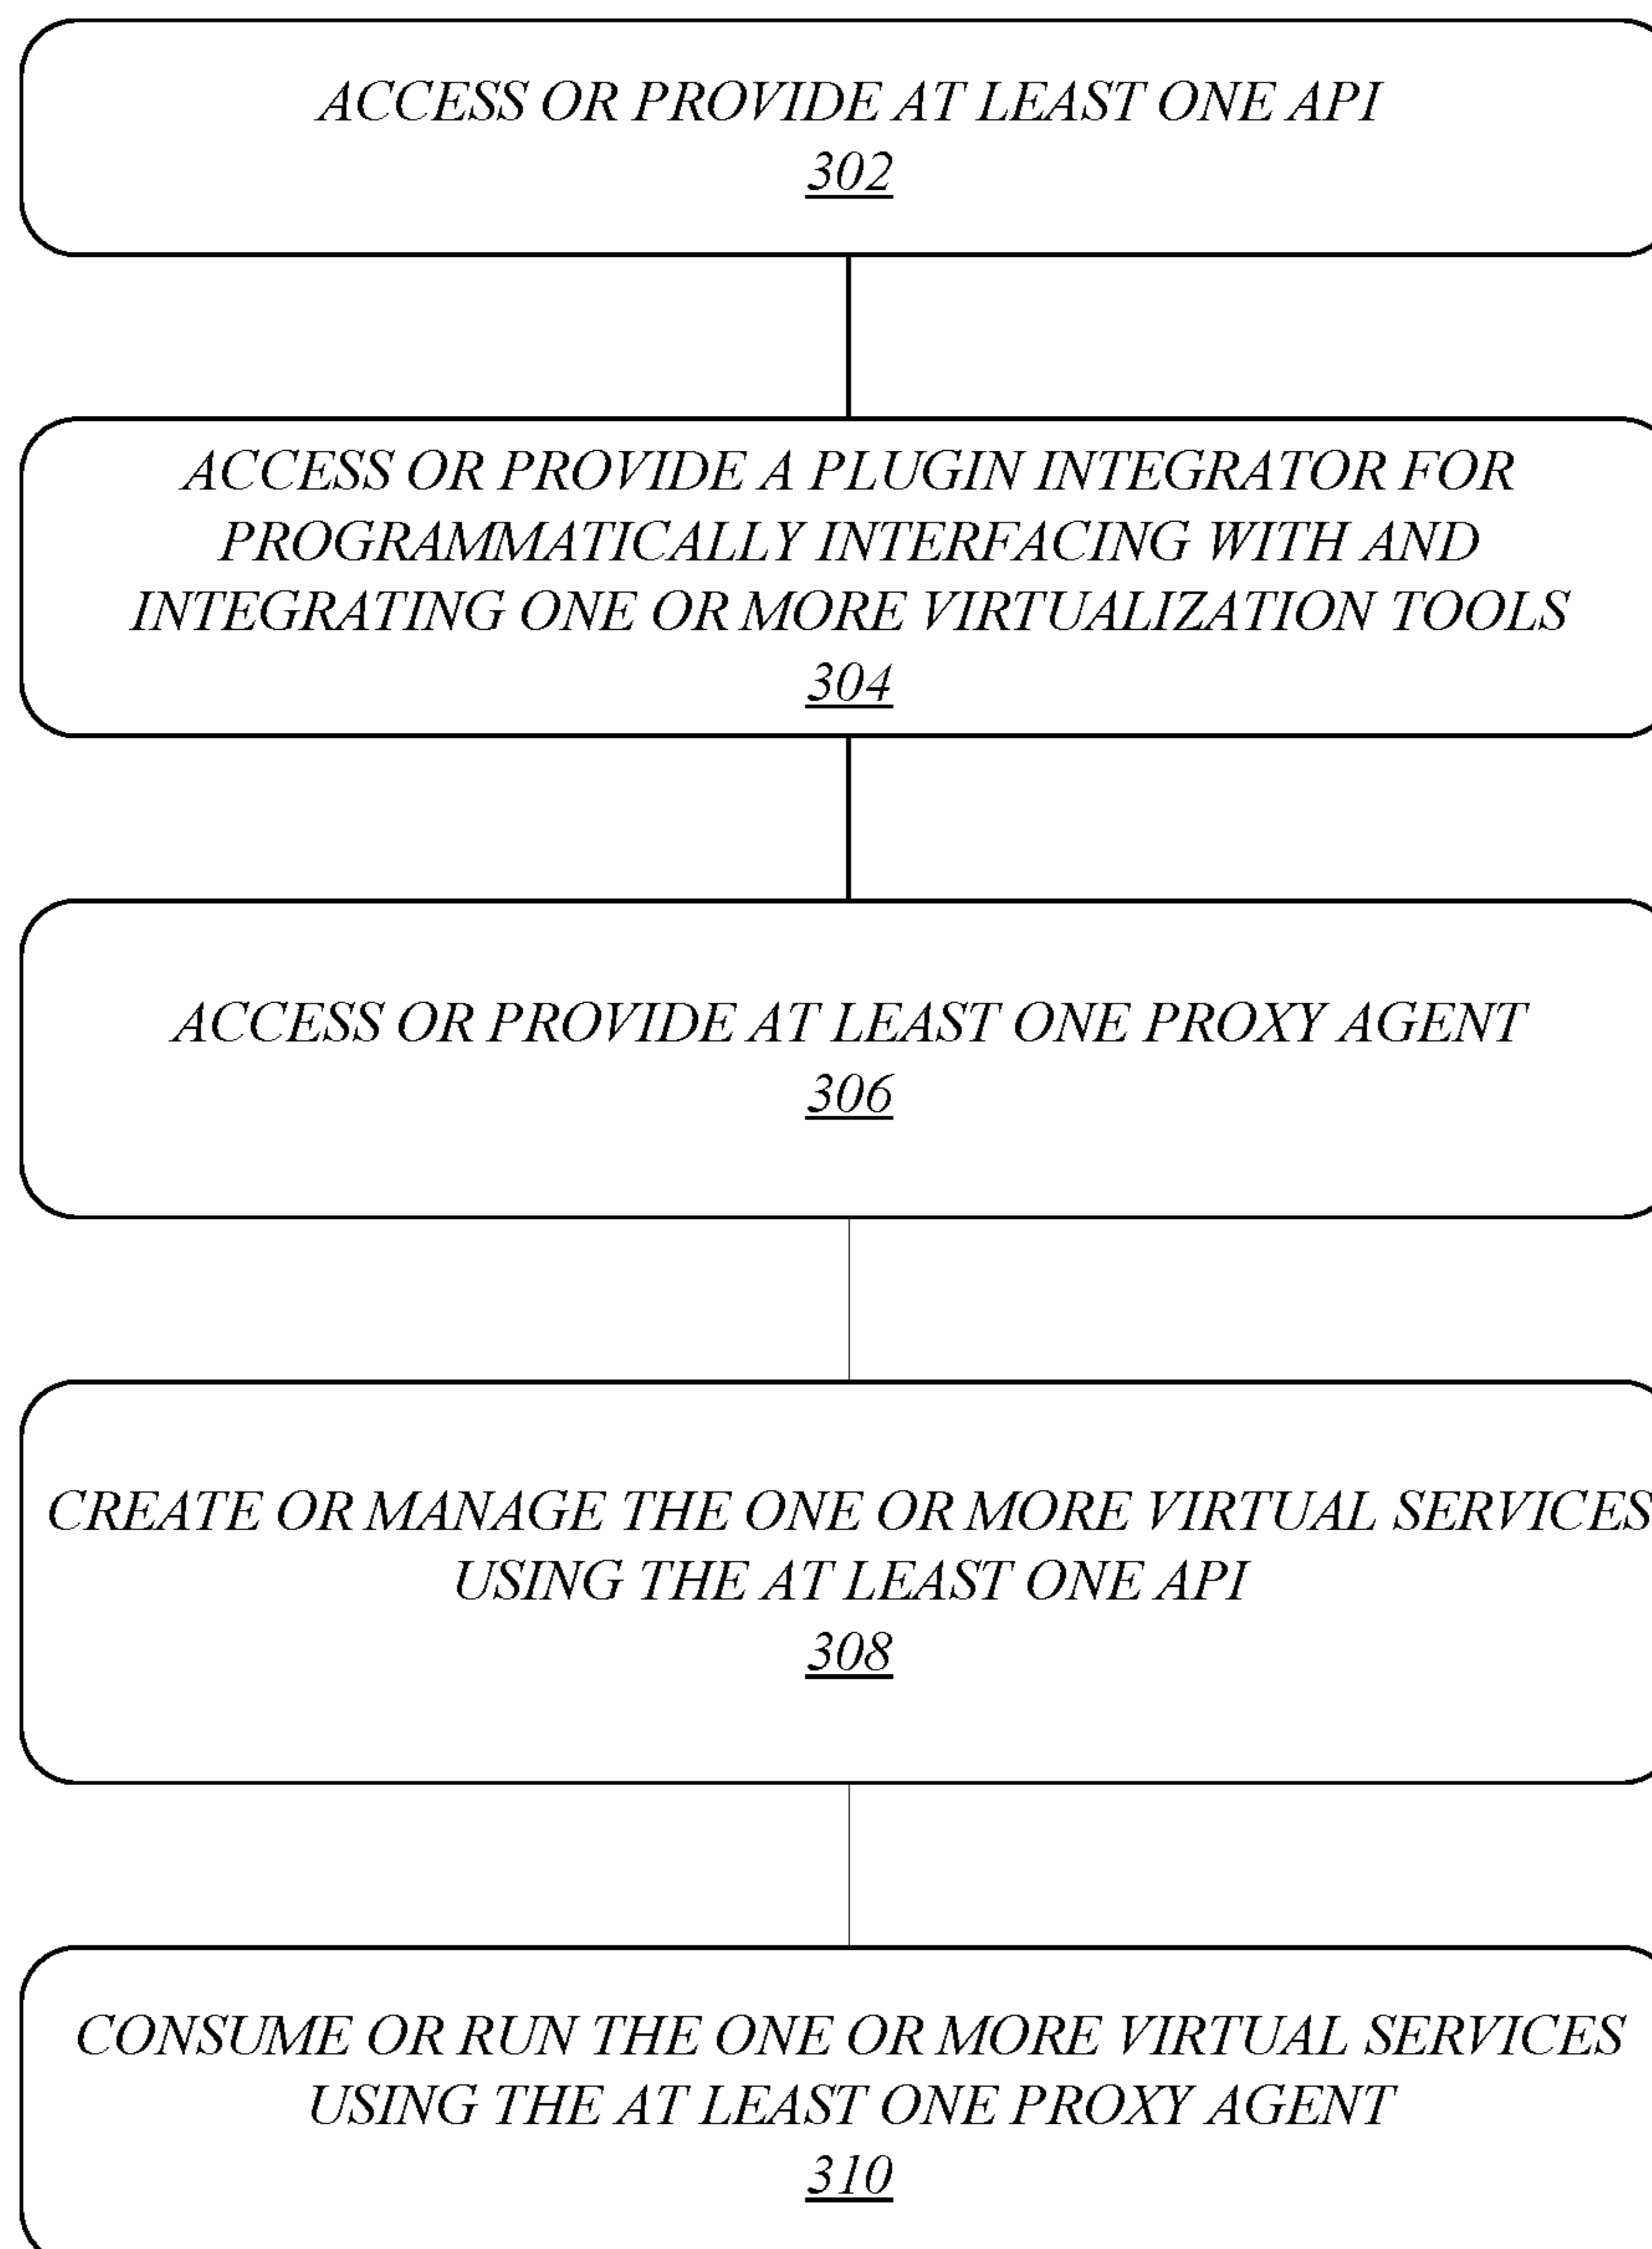 ACCESS OR PROVIDE AT LEAST ONE API
302
ACCESS OR PROVIDE A PLUGIN INTEGRATOR FOR
PROGRAMMATICALLY INTERFACING WITH AND
INTEGRATING ONE OR MORE VIRTUALIZATION TOOLS
304
ACCESS OR PROVIDE AT LEAST ONE PROXY AGENT
306
CREATE OR MANAGE THE ONE OR MORE VIRTUAL SERVICES
USING THE AT LEAST ONE API
308
CONSUME OR RUN THE ONE OR MORE VIRTUAL SERVICES
USING THE AT LEAST ONE PROXY AGENT
310